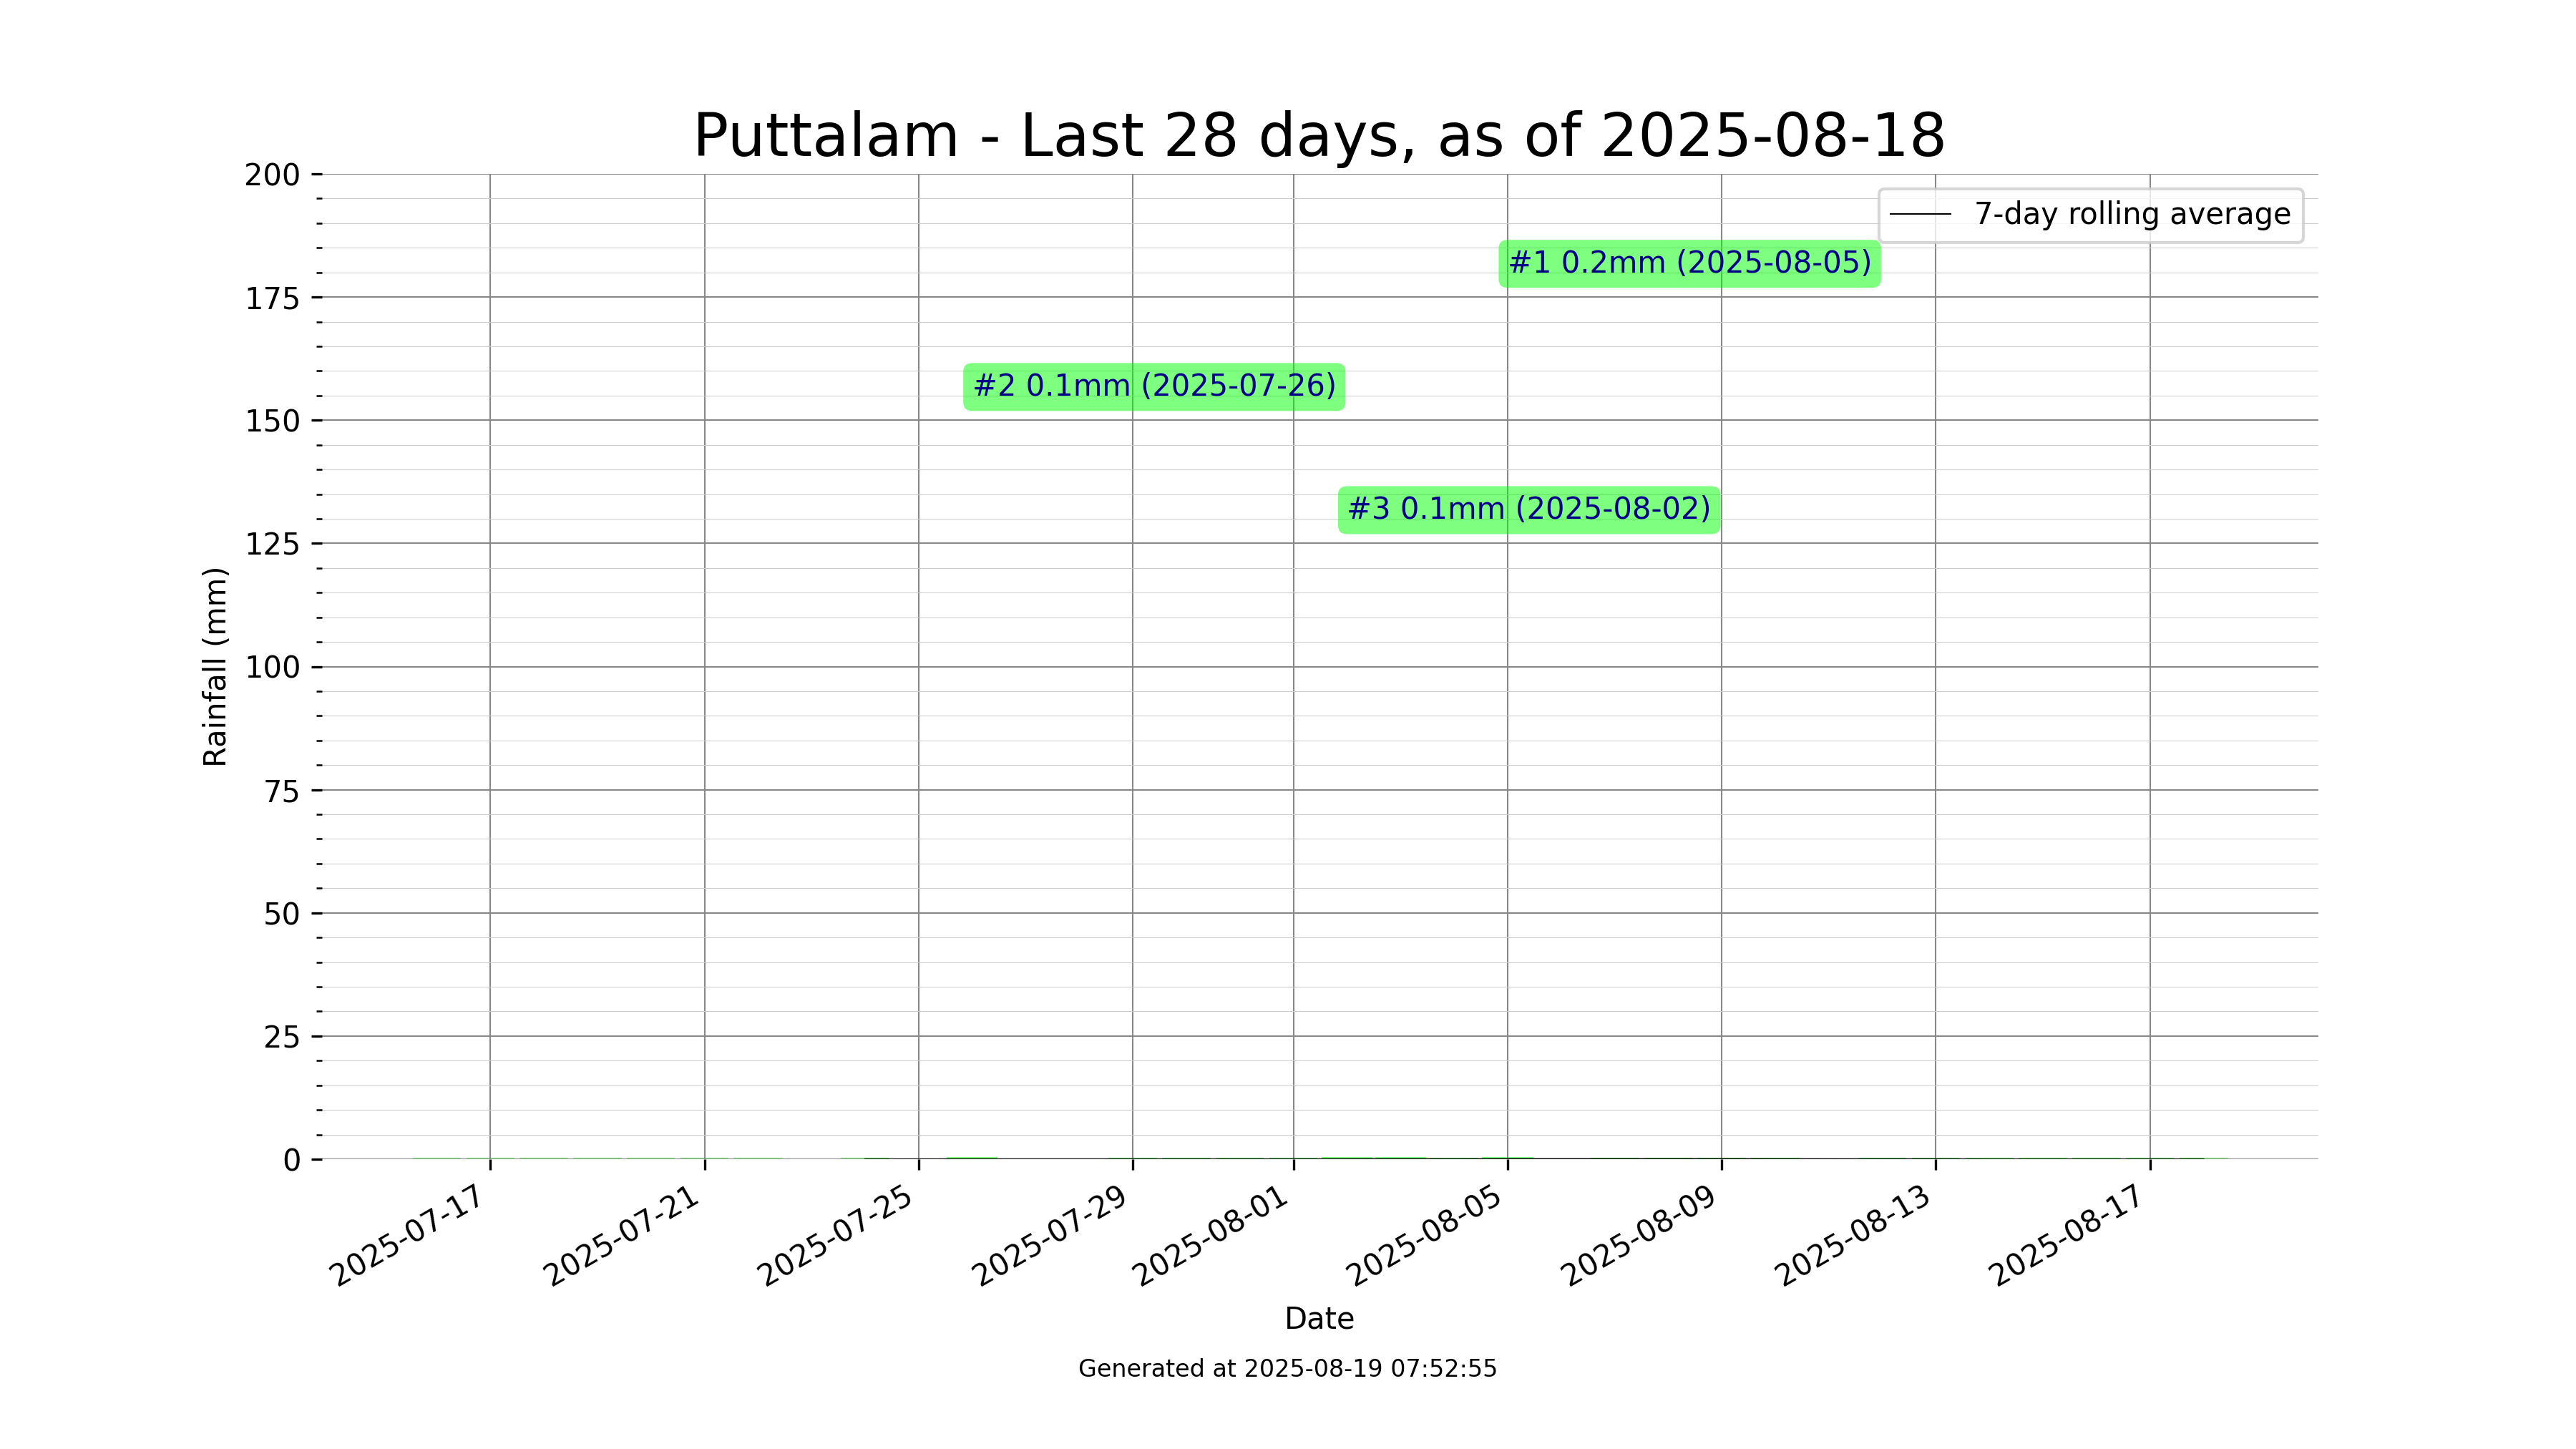 Puttalam - Last 28 days, as of 2025-08-18
7-day rolling average
#1 0.2mm (2025-08-05)
#2 0.1mm (2025-07-26)
#3 0.1mm (2025-08-02)
Rainfall (mm)
200
175
150
125
100
75
50
25
0
2025-07-17
2025-07-21
2025-07-25
2025-07-29
2025-08-01
2025-08-05
2025-08-09
2025-08-13
2025-08-17
Date
Generated at 2025-08-19 07:52:55